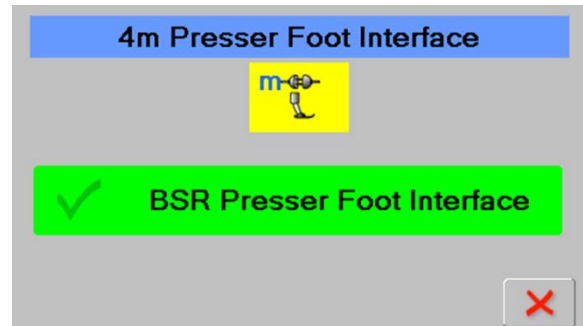 4m Presser Foot Interface
m
BSR Presser Foot Interface